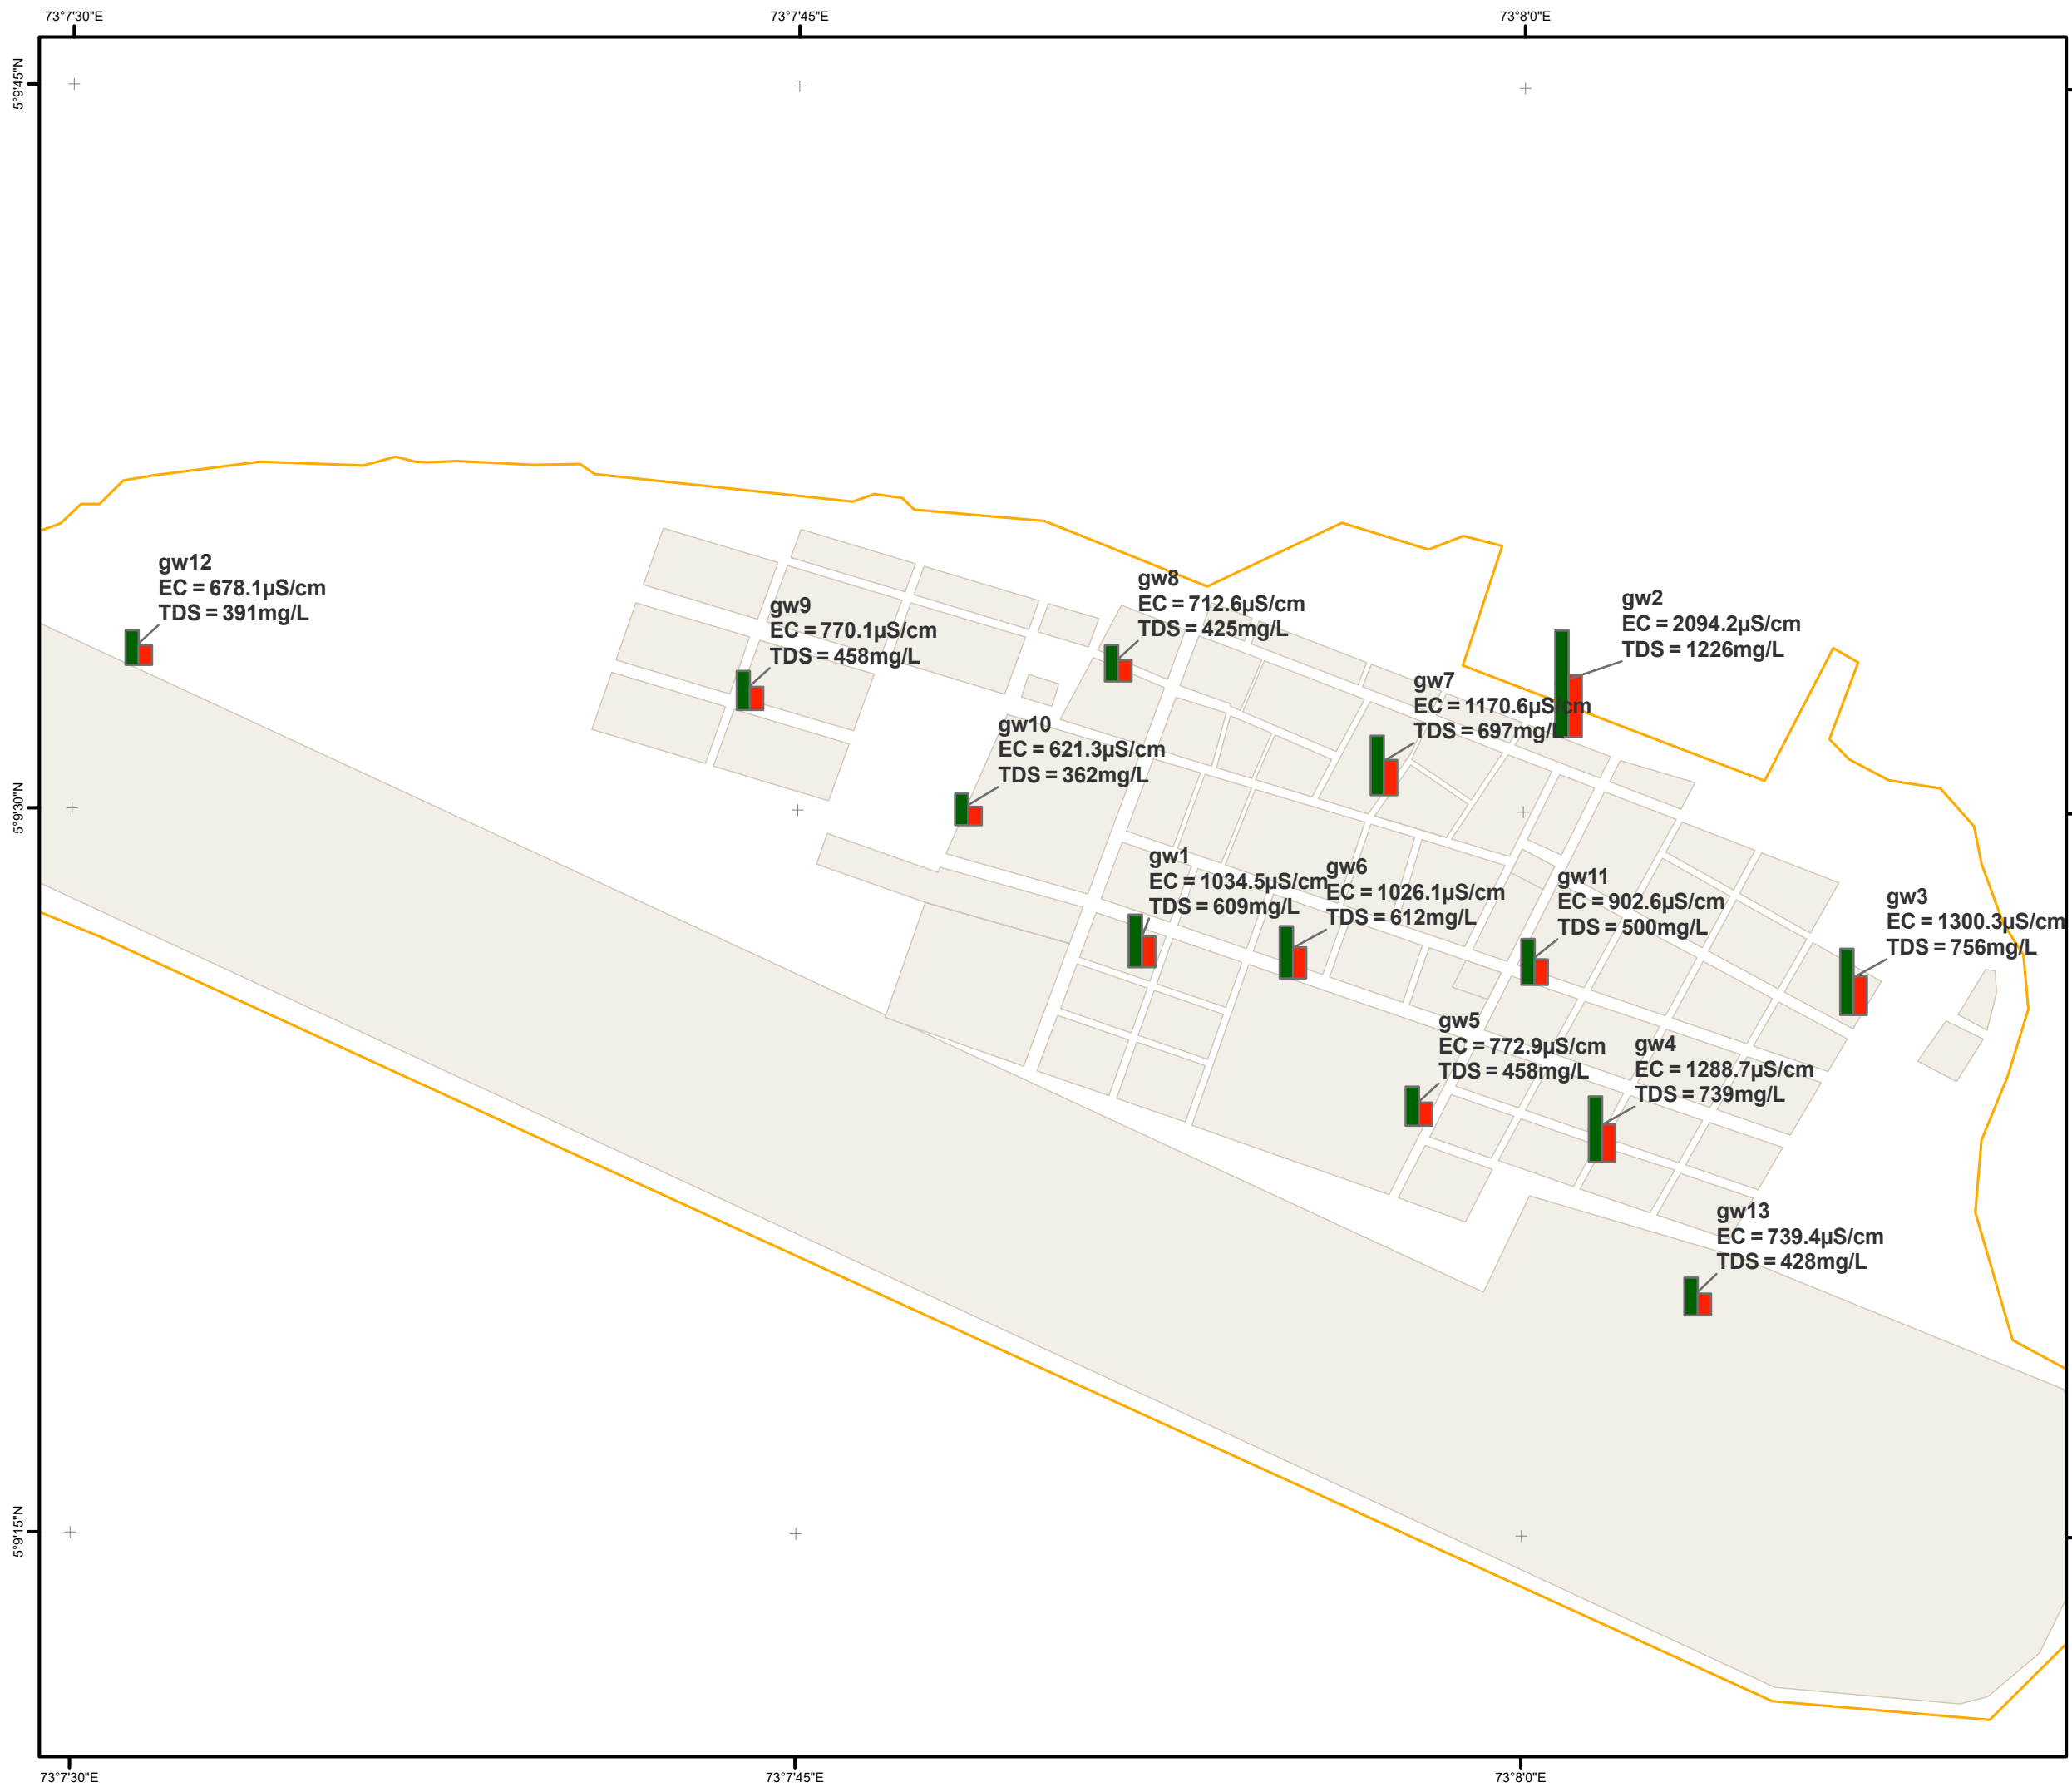 73°7'30"E
73°7'45"E
73°8'0"E
5°9'45"N
gw12
EC = 678.1µS/cm
TDS = 391mg/L
gw9
EC = 770.1µS/cm
TDS = 458mg/L
gw8
EC = 712.6µS/cm
TDS = 425mg/L
gw2
EC = 2094.2µS/cm
TDS = 1226mg/L
gw7
EC = 1170.6µS/cm
TDS = 697mg/L
gw10
EC = 621.3µS/cm
TDS = 362mg/L
5°9'30"N
gw1
EC = 1034.5µS/cm
TDS = 609mg/L
gw6
EC = 1026.1µS/cm
TDS = 612mg/L
gw11
EC = 902.6µS/cm
TDS = 500mg/L
gw3
EC = 1300.3µS/cm
TDS = 756mg/L
gw5
EC = 772.9µS/cm
TDS = 458mg/L
gw4
EC = 1288.7µS/cm
TDS = 739mg/L
gw13
EC = 739.4µS/cm
TDS = 428mg/L
5°9'15"N
73°7'30"E
73°7'45"E
73°8'0"E